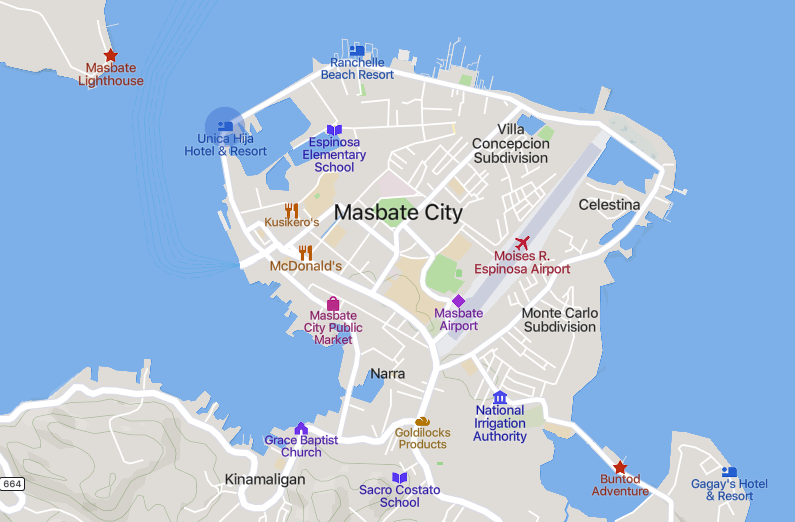 Masbate
Lighthouse
Ranchelle
Beach Resort
Unica Hija
Hotel & Resort
Espinosa
Elementary
School
Villa
Concepcion
Subdivision
Kusikero's
Masbate City
Celestina
McDonald's
Moises R.
Espinosa Airport
Masbate
City Public
Market
Masbate
Airport
Monte Carlo
Subdivision
Narra
National
Irrigation
Authority
Goldilocks
Products
Grace Baptist
Church
Kinamaligan
664
Sacro Costato
School
Buntod
Adventure
Gagay's Hotel
& Resort